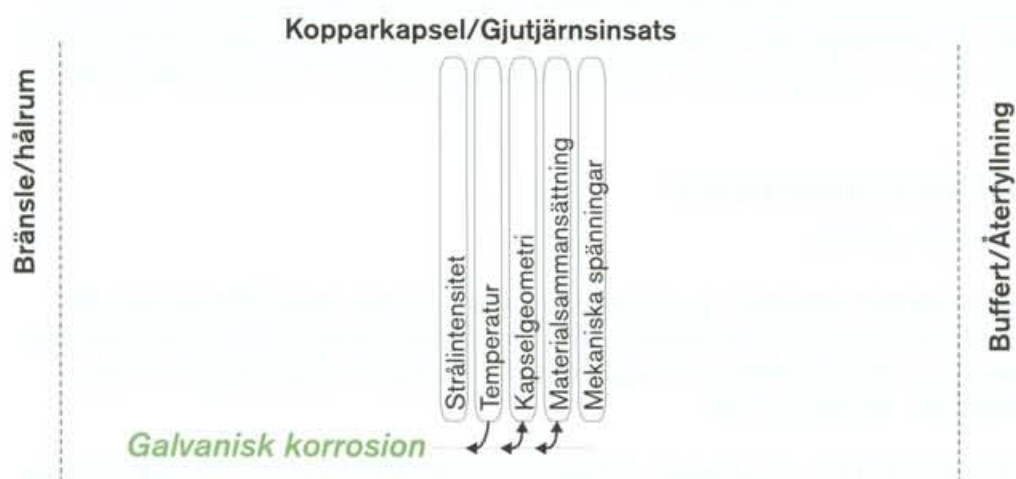 Kopparkapsel/Gjutjärnsinsats
Bränsle/hålrum
Strålintensitet
Temperatur
Kapselgeometri
Materialsammansättning
Mekaniska spänningar
Buffert/Återfyllning
Galvanisk korrosion